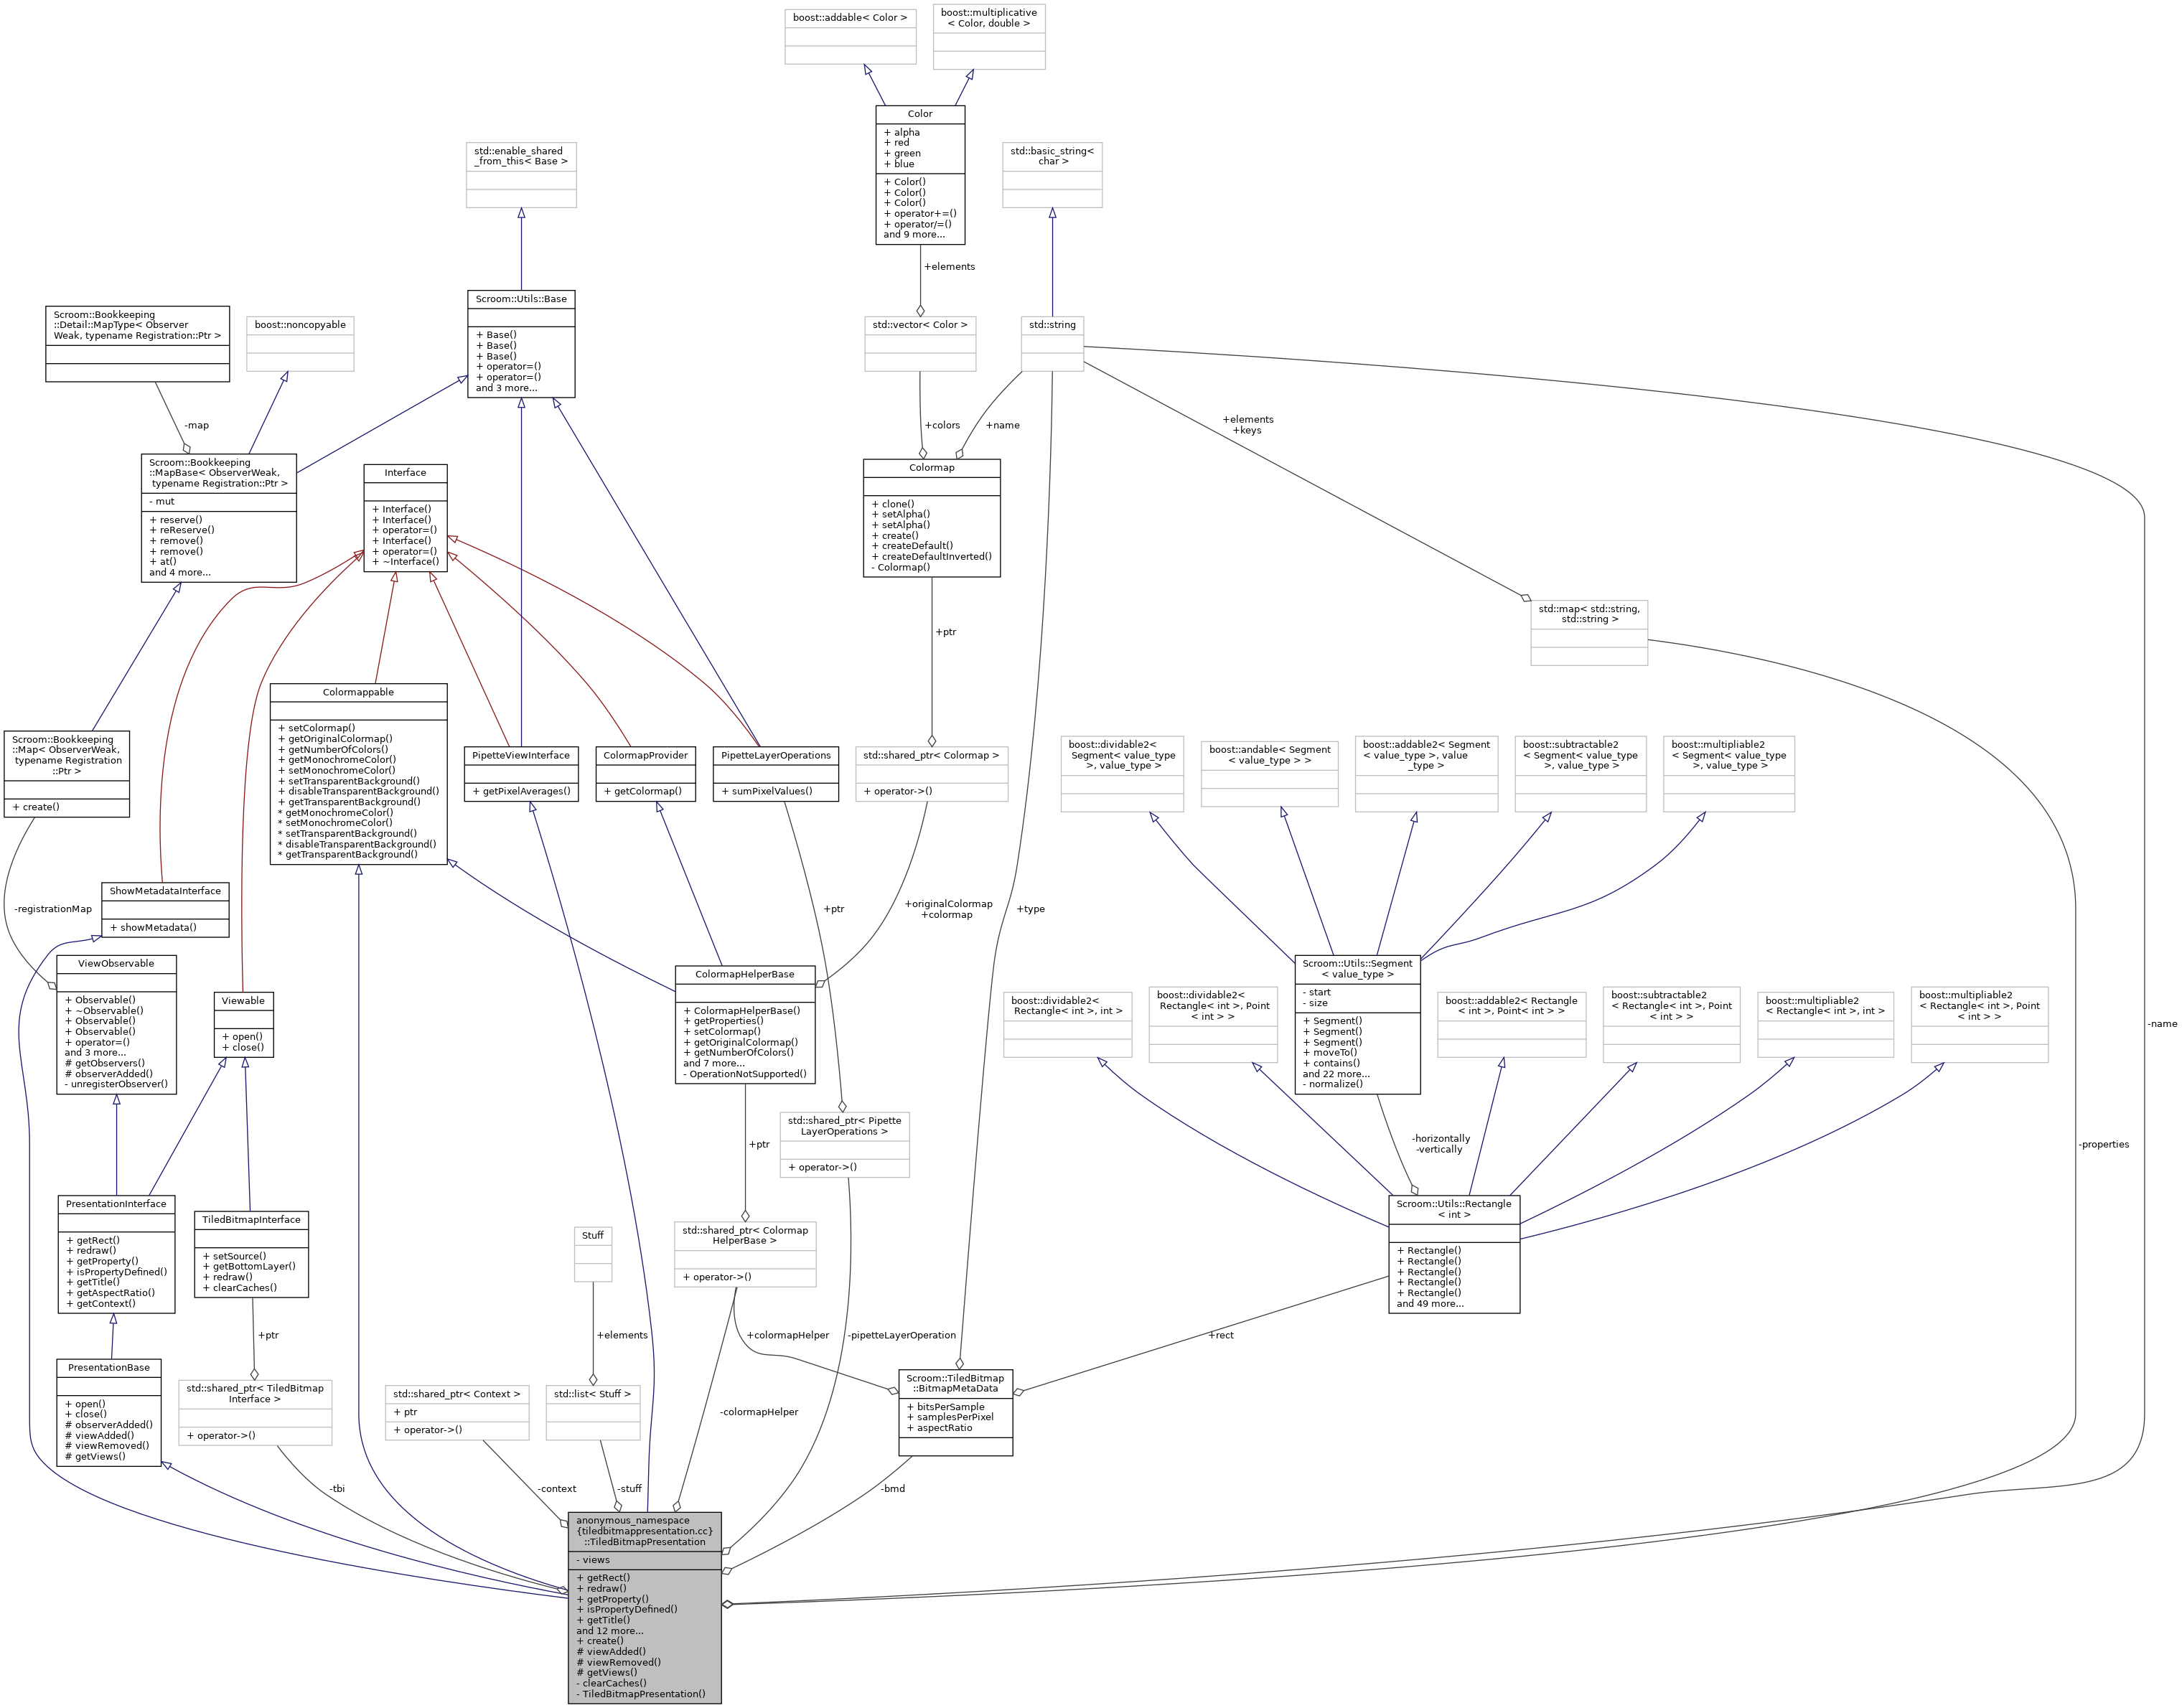 boost::addable< Color >
boost::multiplicative
< Color, double >
Color
+ alpha
+ red
+ green
+ blue
+ Color()
+ Color()
+ Color()
+ operator+=()
+ operator/=()
and 9 more...
std::enable_shared
_from_this< Base >
std::basic_string<
char >
+elements
Scroom::Utils::Base
+ Base()
+ Base()
+ Base()
+ operator=()
+ operator=()
and 3 more...
Scroom::Bookkeeping
::Detail::MapType< Observer
Weak, typename Registration::Ptr >
boost::noncopyable
std::vector< Color >
std::string
-map
+colors
+name
+elements
+keys
Scroom::Bookkeeping
::MapBase< ObserverWeak,
typename Registration::Ptr >
- mut
+ reserve()
+ reReserve()
+ remove()
+ remove()
+ at()
and 4 more...
Interface
+ Interface()
+ Interface()
+ operator=()
+ Interface()
+ operator=()
+ ~Interface()
Colormap
+ clone()
+ setAlpha()
+ setAlpha()
+ create()
+ createDefault()
+ createDefaultInverted()
- Colormap()
std::map< std::string,
std::string >
+ptr
Colormappable
+ setColormap()
+ getOriginalColormap()
+ getNumberOfColors()
+ getMonochromeColor()
+ setMonochromeColor()
+ setTransparentBackground()
+ disableTransparentBackground()
+ getTransparentBackground()
* getMonochromeColor()
* setMonochromeColor()
* setTransparentBackground()
* disableTransparentBackground()
* getTransparentBackground()
Scroom::Bookkeeping
::Map< ObserverWeak,
typename Registration
::Ptr >
+ create()
PipetteViewInterface
+ getPixelAverages()
ColormapProvider
+ getColormap()
PipetteLayerOperations
+ sumPixelValues()
std::shared_ptr< Colormap >
+ operator->()
boost::dividable2<
Segment< value_type
>, value_type >
boost::andable< Segment
< value_type > >
boost::addable2< Segment
< value_type >, value
_type >
boost::subtractable2
< Segment< value_type
>, value_type >
boost::multipliable2
< Segment< value_type
>, value_type >
-registrationMap
ShowMetadataInterface
+ showMetadata()
+ptr
+originalColormap
+colormap
+type
ViewObservable
+ Observable()
+ ~Observable()
+ Observable()
+ Observable()
+ operator=()
and 3 more...
# getObservers()
# observerAdded()
- unregisterObserver()
Viewable
+ open()
+ close()
ColormapHelperBase
+ ColormapHelperBase()
+ getProperties()
+ setColormap()
+ getOriginalColormap()
+ getNumberOfColors()
and 7 more...
- OperationNotSupported()
Scroom::Utils::Segment
< value_type >
- start
- size
+ Segment()
+ Segment()
+ Segment()
+ moveTo()
+ contains()
and 22 more...
- normalize()
boost::dividable2<
Rectangle< int >, int >
boost::dividable2<
Rectangle< int >, Point
< int > >
boost::addable2< Rectangle
< int >, Point< int > >
boost::subtractable2
< Rectangle< int >, Point
< int > >
boost::multipliable2
< Rectangle< int >, int >
boost::multipliable2
< Rectangle< int >, Point
< int > >
-name
+ptr
std::shared_ptr< Pipette
LayerOperations >
+ operator->()
-horizontally
-vertically
-properties
PresentationInterface
+ getRect()
+ redraw()
+ getProperty()
+ isPropertyDefined()
+ getTitle()
+ getAspectRatio()
+ getContext()
TiledBitmapInterface
+ setSource()
+ getBottomLayer()
+ redraw()
+ clearCaches()
Stuff
std::shared_ptr< Colormap
HelperBase >
+ operator->()
Scroom::Utils::Rectangle
< int >
+ Rectangle()
+ Rectangle()
+ Rectangle()
+ Rectangle()
+ Rectangle()
and 49 more...
+ptr
+elements
+colormapHelper
-pipetteLayerOperation
+rect
PresentationBase
+ open()
+ close()
# observerAdded()
# viewAdded()
# viewRemoved()
# getViews()
std::shared_ptr< TiledBitmap
Interface >
+ operator->()
std::shared_ptr< Context >
+ ptr
+ operator->()
std::list< Stuff >
-colormapHelper
Scroom::TiledBitmap
::BitmapMetaData
+ bitsPerSample
+ samplesPerPixel
+ aspectRatio
-tbi
-context
-stuff
-bmd
anonymous_namespace
{tiledbitmappresentation.cc}
::TiledBitmapPresentation
- views
+ getRect()
+ redraw()
+ getProperty()
+ isPropertyDefined()
+ getTitle()
and 12 more...
+ create()
# viewAdded()
# viewRemoved()
# getViews()
- clearCaches()
- TiledBitmapPresentation()